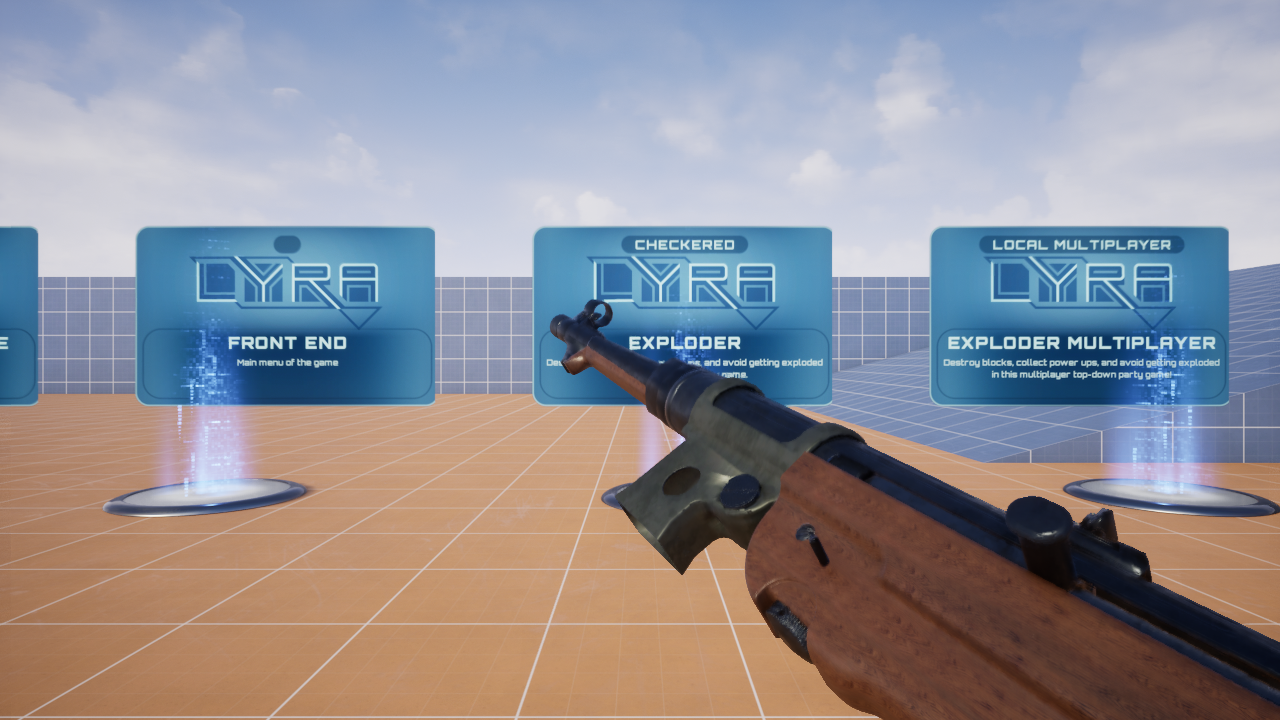 E
LYRA
FRONT END
Main menu of the game
CHECKERED
LYRA
EXPLODER
and avoid getting exploded
game.
LOCAL MULTIPLAYER
LYRA
EXPLODER MULTIPLAYER
Destroy blocks, collect power ups, and avoid getting exploded
in this multiplayer top-down party game!